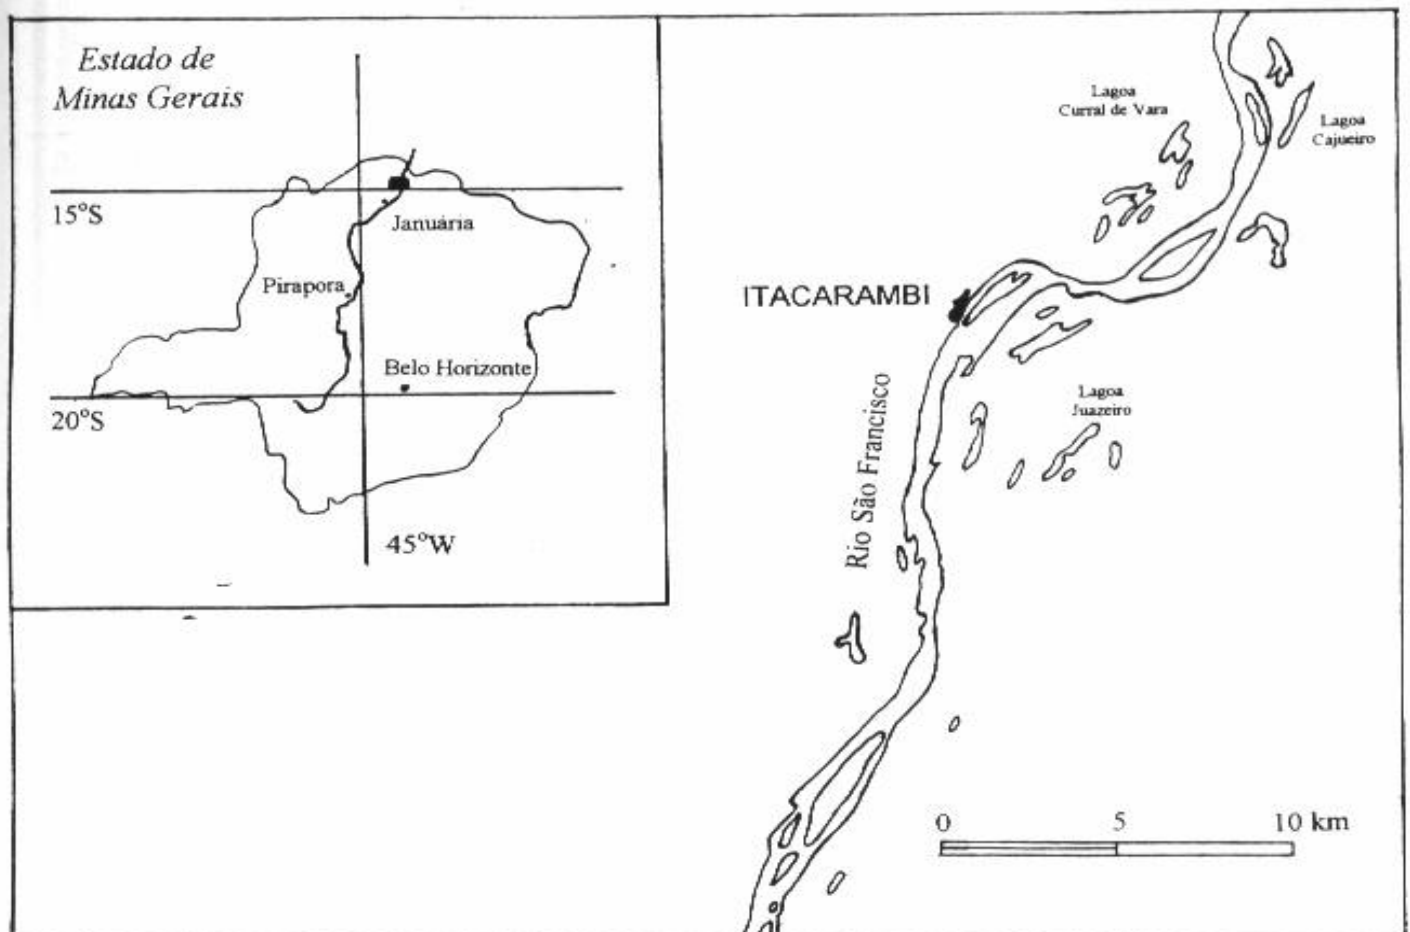 Estado de
Minas Gerais
15°S
Januária
Pirapora
Belo Horizonte
20°S
45°W
Lagoa
Curral de Vara
Lagoa
Cajueiro
ITACARAMBI
Lagoa
Juazeiro
Rio São Francisco
0 5 10 km